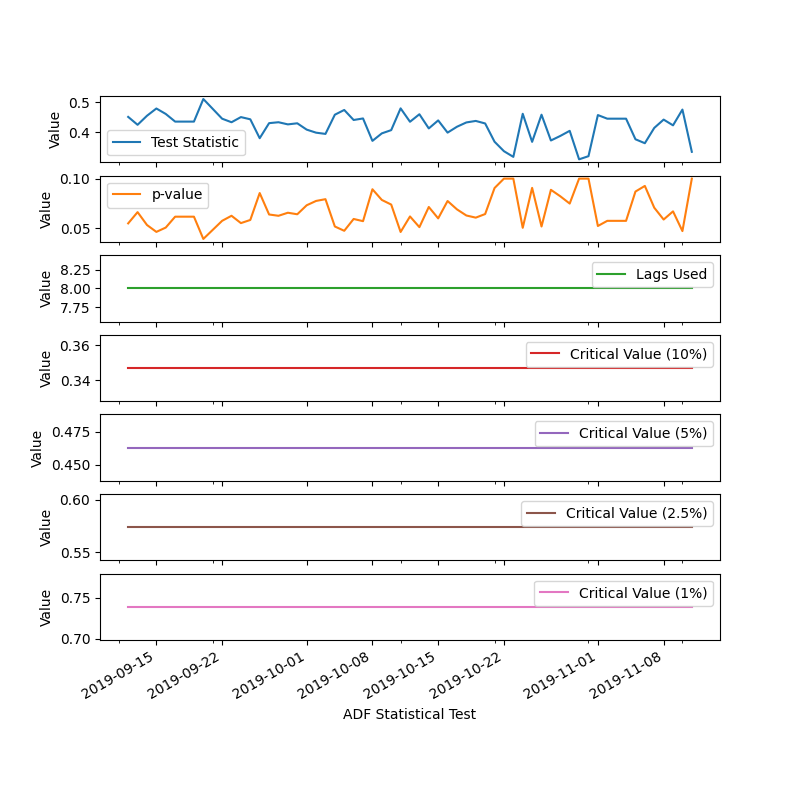 0.5
0.4
Value
Test Statistic
0.10
0.05
Value
p-value
8.25
8.00
7.75
Value
Lags Used
0.36
0.34
Value
Critical Value (10%)
0.475
0.450
Value
Critical Value (5%)
0.60
0.55
Value
Critical Value (2.5%)
0.75
0.70
Value
Critical Value (1%)
2019-09-15
2019-09-22
2019-10-01
2019-10-08
2019-10-15
2019-10-22
2019-11-01
2019-11-08
ADF Statistical Test